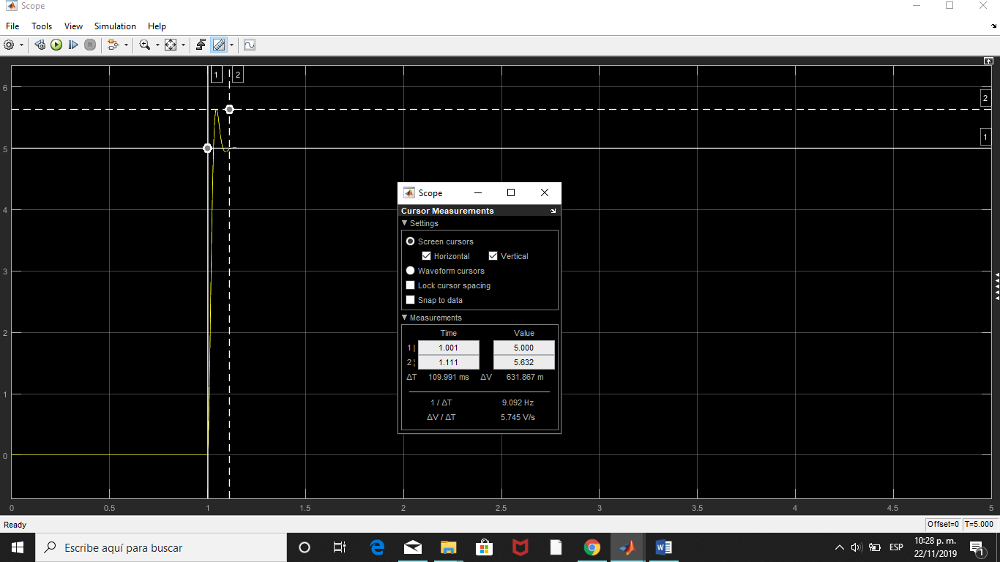 Scope
File Tools View Simulation Help
1 2
6
2
1
5
4
3
2
1
0
0 0.5 1 1.5 2 2.5 3 3.5 4 4.5 5
Scope
Cursor Measurements
Settings
Screen cursors
Horizontal Vertical
Waveform cursors
Lock cursor spacing
Snap to data
Measurements
Time Value
1 | 1.001 5.000
2 ¦ 1.111 5.632
ΔT 109.991 ms ΔV 631.867 m
1 / ΔT 9.092 Hz
ΔV / ΔT 5.745 V/s
Ready Offset=0 T=5.000
Escribe aquí para buscar
ESP
10:28 p. m.
22/11/2019
1